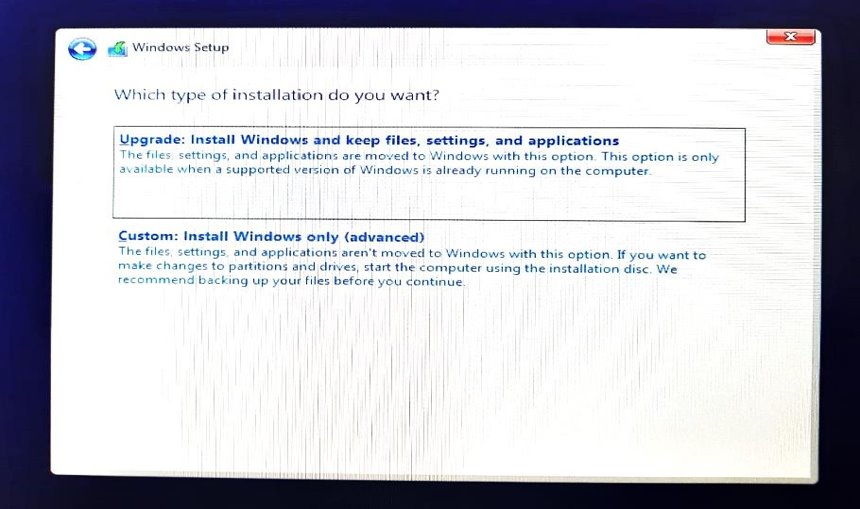 Windows Setup
Which type of installation do you want?
Upgrade: Install Windows and keep files, settings, and applications
The files, settings, and applications are moved to Windows with this option. This option is only
available when a supported version of Windows is already running on the computer.
Custom: Install Windows only (advanced)
The files, settings, and applications aren't moved to Windows with this option. If you want to
make changes to partitions and drives, start the computer using the installation disc. We
recommend backing up your files before you continue.